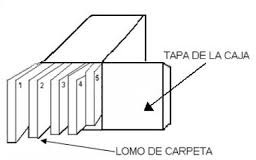 TAPA DE LA CAJA
1 2 3 4 5
LOMO DE CARPETA